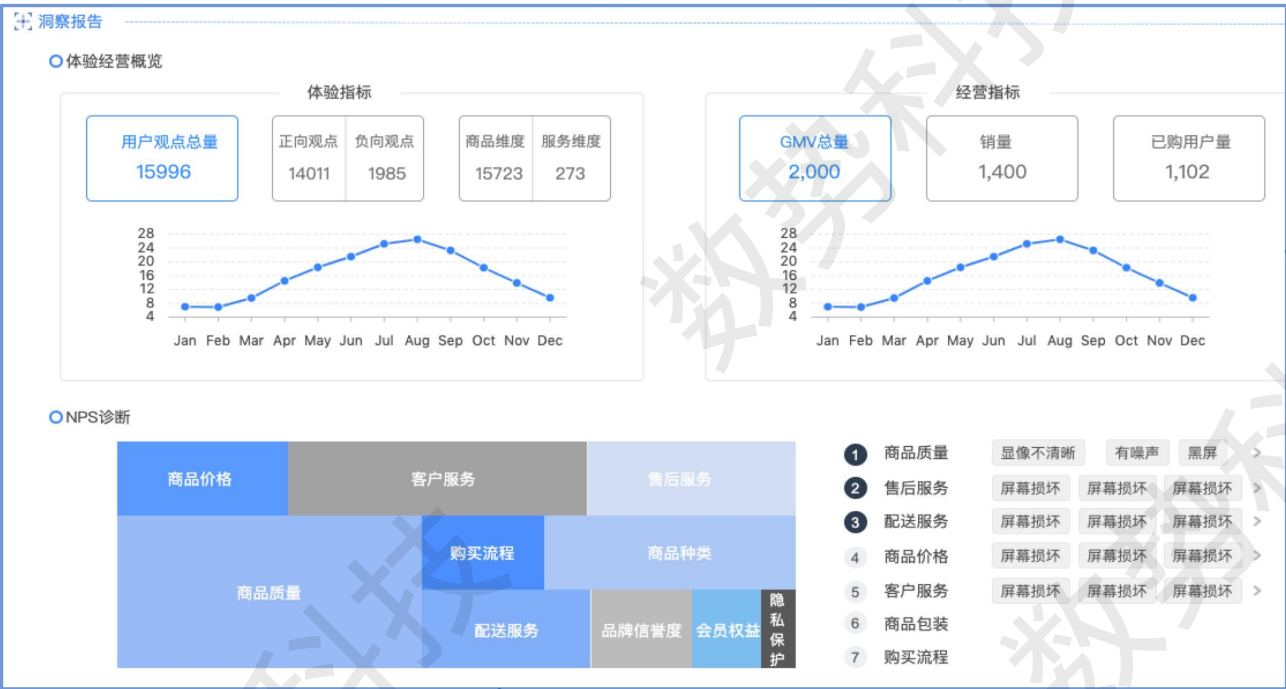 洞察报告
体验经营概览
体验指标
用户观点总量
15996
正向观点 负向观点
14011 1985
商品维度 服务维度
15723 273
28
24
20
16
12
8
4
Jan Feb Mar Apr May Jun Jul Aug Sep Oct Nov Dec
经营指标
GMV总量
2,000
销量
1,400
已购用户量
1,102
28
24
20
16
12
8
4
Jan Feb Mar Apr May Jun Jul Aug Sep Oct Nov Dec
NPS诊断
商品价格 客户服务 售后服务
购买流程 商品种类
商品质量
配送服务 品牌信誉度 会员权益 隐私保护
1 商品质量 显像不清晰 有噪声 黑屏 >
2 售后服务 屏幕损坏 屏幕损坏 屏幕损坏 >
3 配送服务 屏幕损坏 屏幕损坏 屏幕损坏 >
4 商品价格 屏幕损坏 屏幕损坏 屏幕损坏 >
5 客户服务 屏幕损坏 屏幕损坏 屏幕损坏 >
6 商品包装
7 购买流程
数势科技
科技
数势